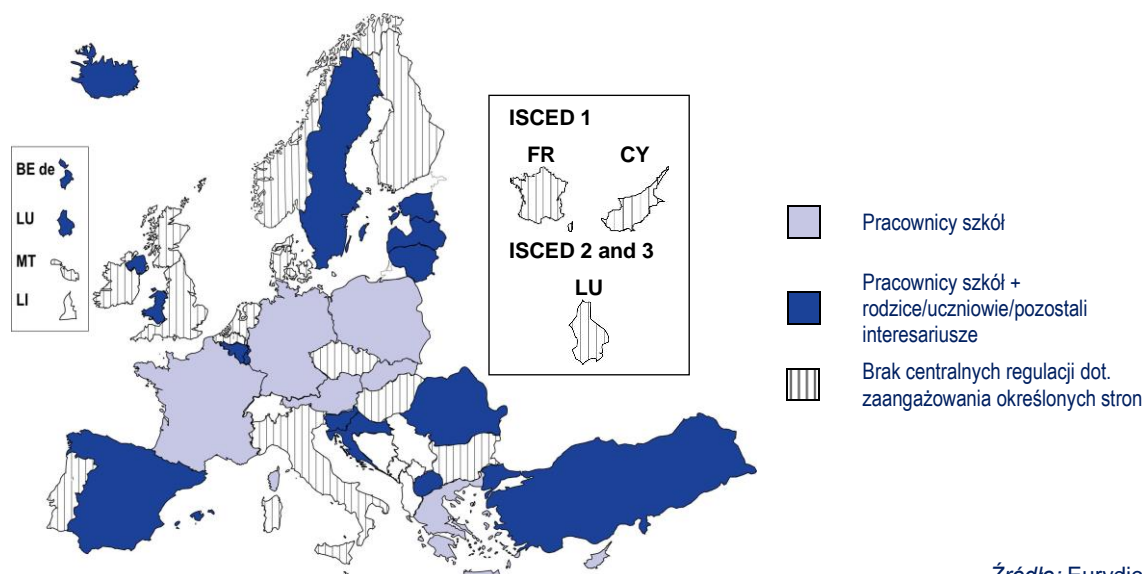 BE de
LU
MT
LI
ISCED 1
FR CY
ISCED 2 and 3
LU
Pracownicy szkół
Pracownicy szkół +
rodzice/uczniowie/pozostali
interesariusze
Brak centralnych regulacji dot.
zaangażowania określonych stron